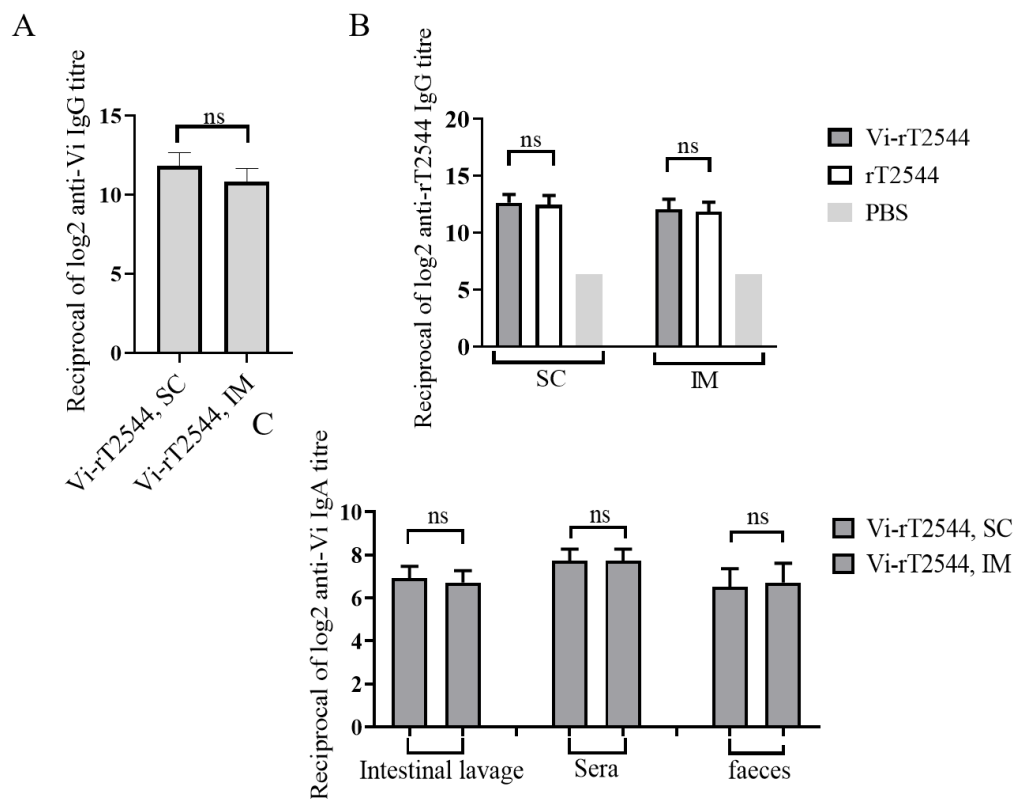 A
Reciprocal of log2 anti-Vi IgG titre
15
10
5
0
ns
Vi-rT2544, SC
Vi-rT2544, IM
B
Reciprocal of log2 anti-rT2544 IgG titre
20
15
10
5
0
ns
ns
SC
IM
Vi-rT2544
rT2544
PBS
C
Reciprocal of log2 anti-Vi IgA titre
10
8
6
4
2
0
ns
ns
ns
Intestinal lavage
Sera
faeces
Vi-rT2544, SC
Vi-rT2544, IM